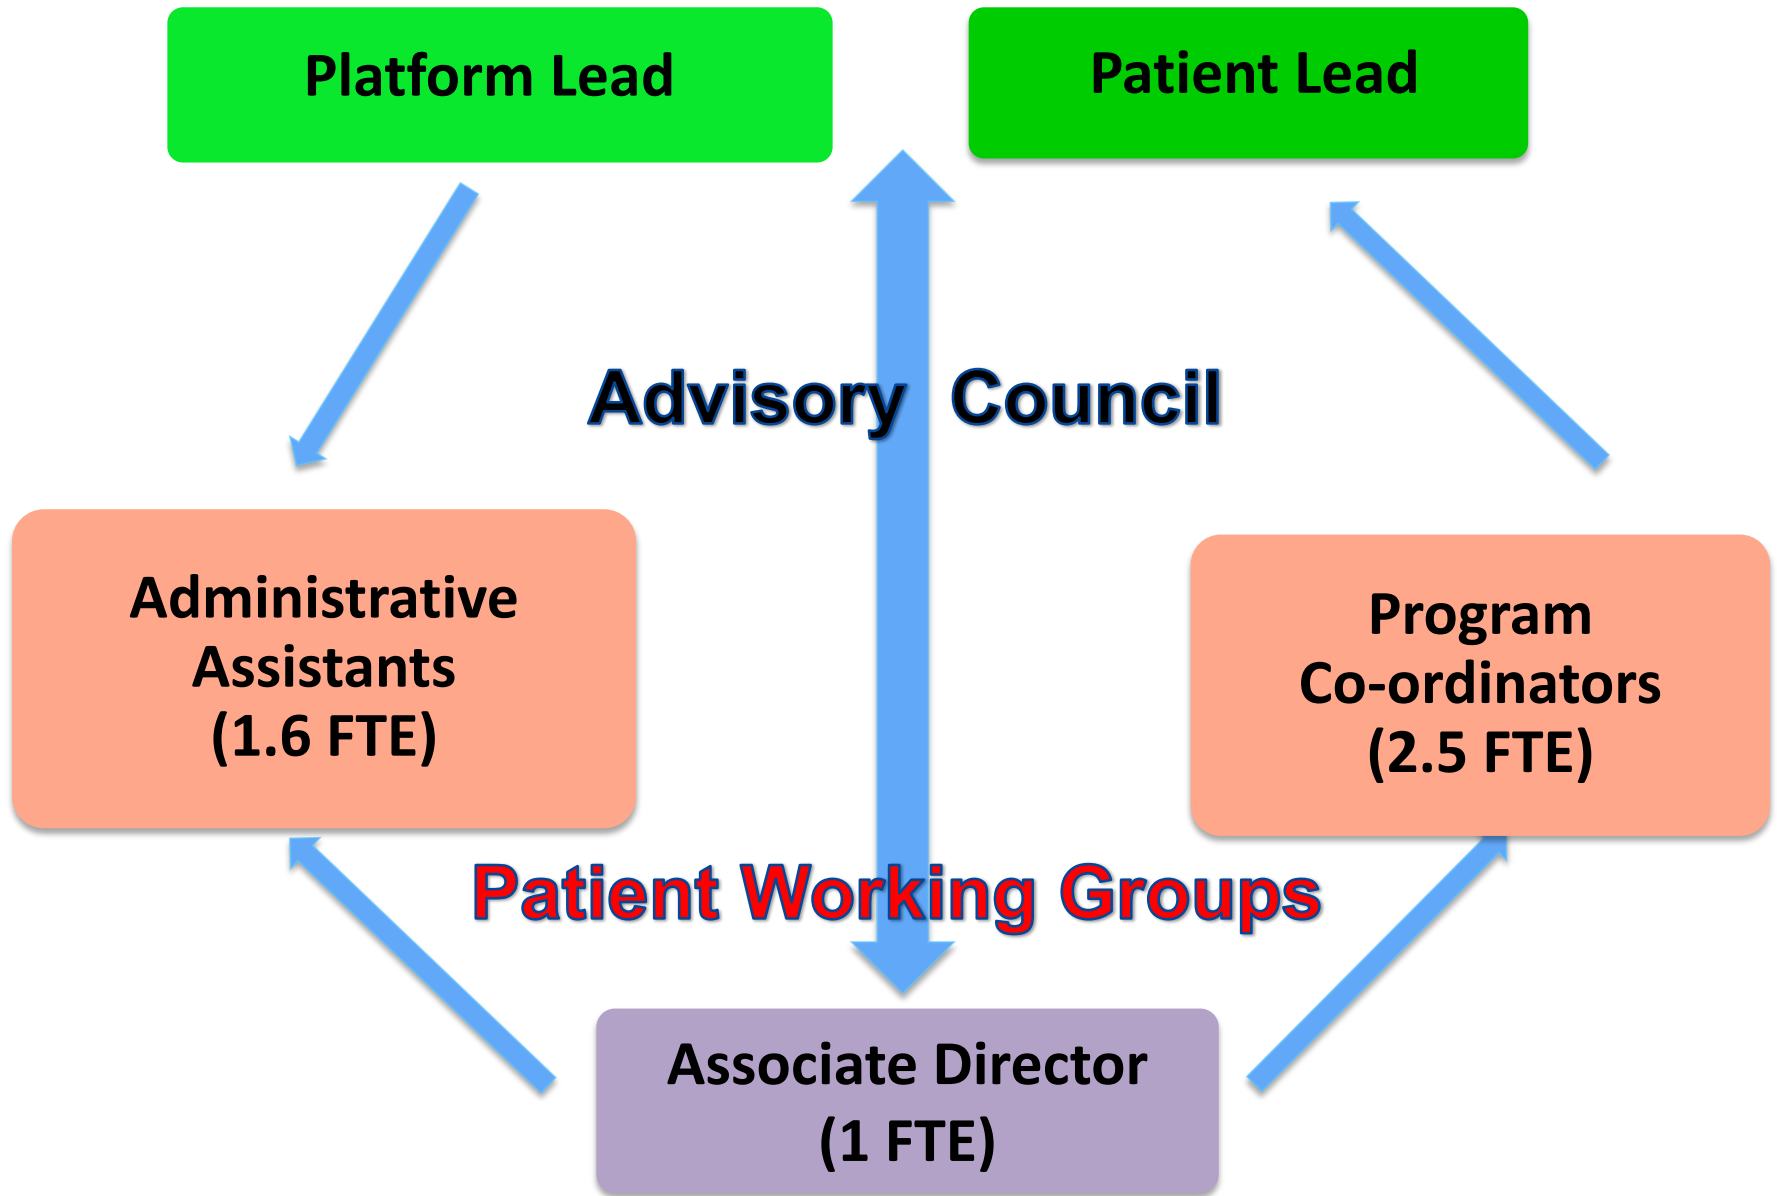 Platform Lead
Patient Lead
Advisory Council
Administrative
Assistants
(1.6 FTE)
Program
Co-ordinators
(2.5 FTE)
Patient Working Groups
Associate Director
(1 FTE)